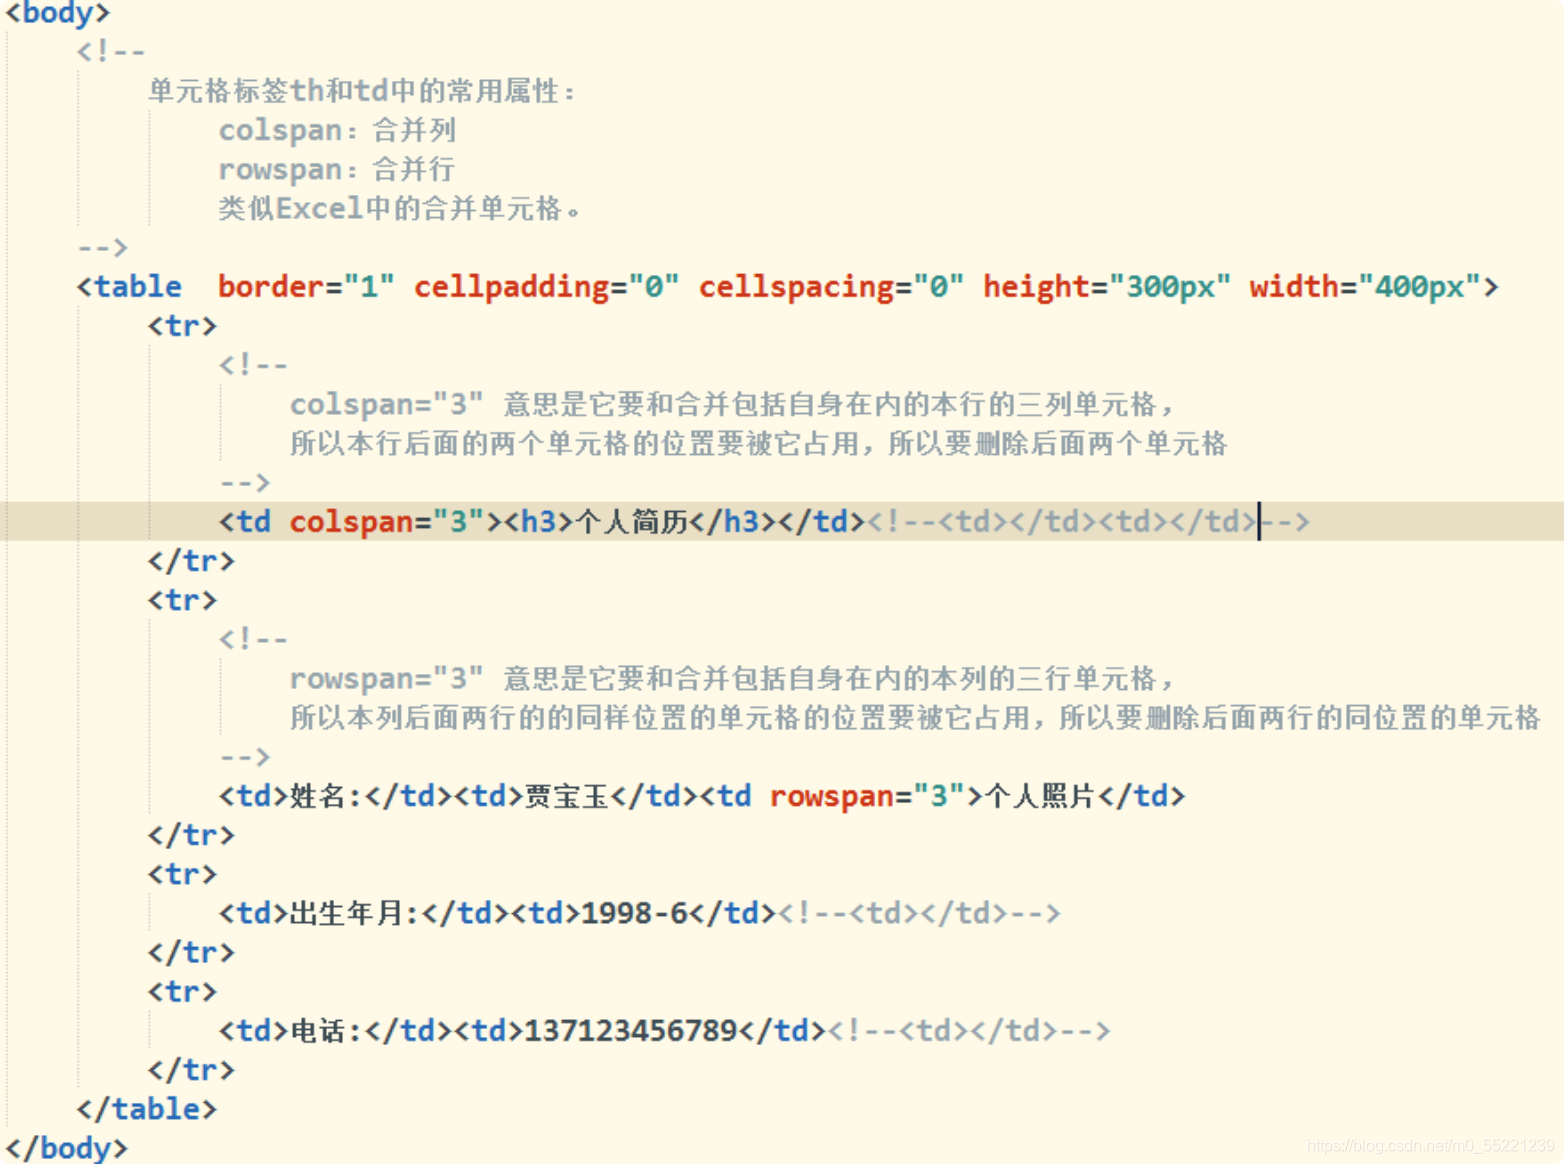 <body>
<!--
单元格标签th和td中的常用属性：
colspan：合并列
rowspan：合并行
类似Excel中的合并单元格。
-->
<table  border="1" cellpadding="0" cellspacing="0" height="300px" width="400px">
<tr>
<!--
colspan="3" 意思是它要和合并包括自身在内的本行的三列单元格，
所以本行后面的两个单元格的位置要被它占用，所以要删除后面两个单元格
-->
<td colspan="3"><h3>个人简历</h3></td><!--<td></td><td></td>-->
</tr>
<tr>
<!--
rowspan="3" 意思是它要和合并包括自身在内的本列的三行单元格，
所以本列后面两行的的同样位置的单元格的位置要被它占用，所以要删除后面两行的同位置的单元格
-->
<td>姓名:</td><td>贾宝玉</td><td rowspan="3">个人照片</td>
</tr>
<tr>
<td>出生年月:</td><td>1998-6</td><!--<td></td>-->
</tr>
<tr>
<td>电话:</td><td>137123456789</td><!--<td></td>-->
</tr>
</table>
</body>
https://blog.csdn.net/m0_55221239